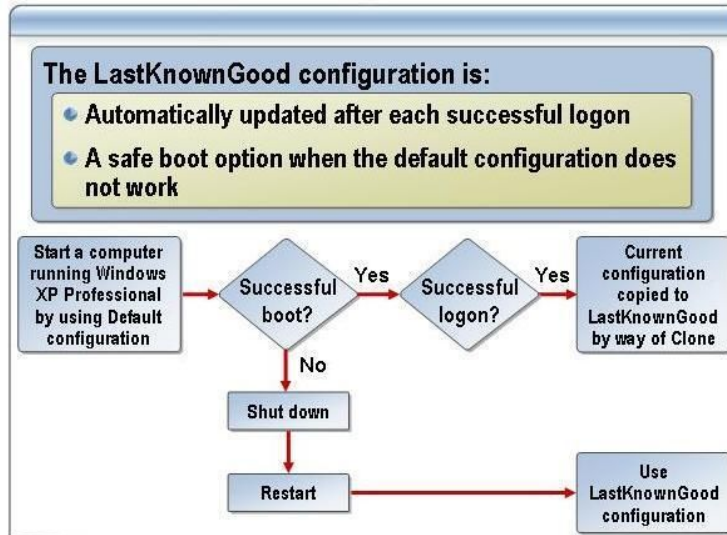 The LastKnownGood configuration is:
Automatically updated after each successful logon
A safe boot option when the default configuration does
not work
Start a computer
running Windows
XP Professional
by using Default
configuration
Successful
boot?
Yes
Successful
logon?
Yes
Current
configuration
copied to
LastKnownGood
by way of Clone
No
Shut down
Restart
Use
LastKnownGood
configuration